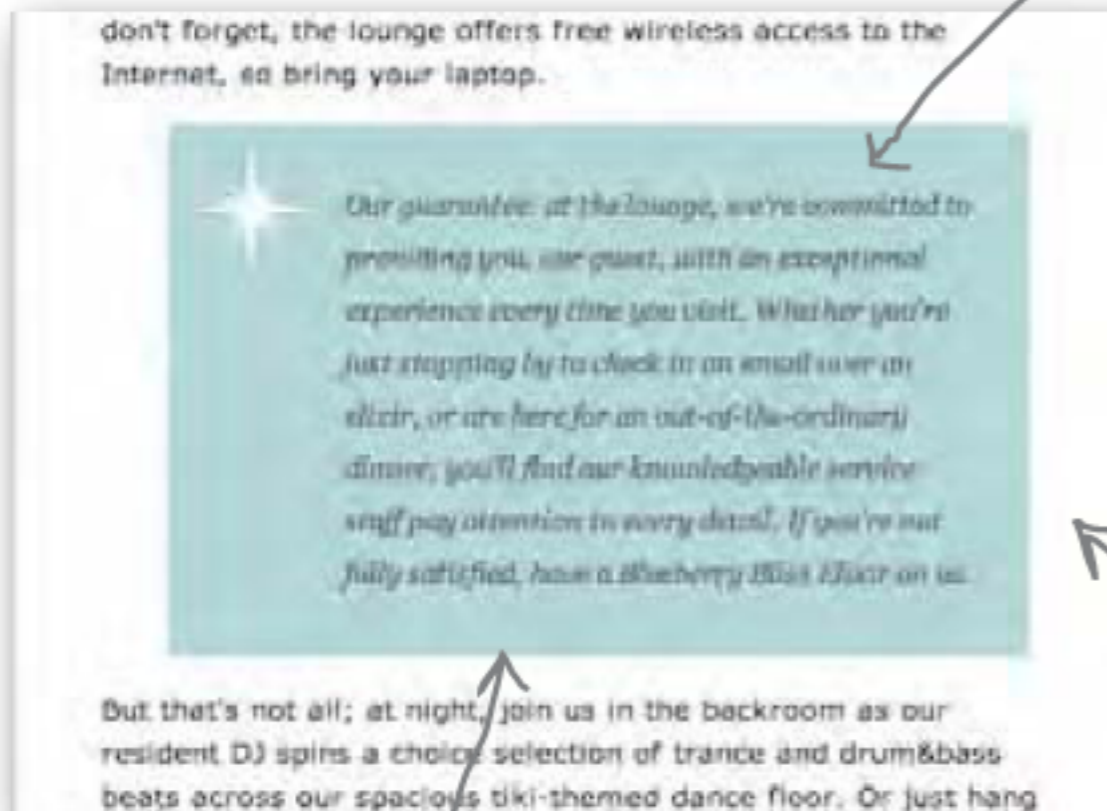 don't forget, the lounge offers free wireless access to the
Internet, so bring your laptop.
Our guarantee: at the lounge, we're committed to
providing you, our guest, with an exceptional
experience every time you visit. Whether you're
just stopping by to check in on email over an
elixir, or are here for an out-of-the-ordinary
dinner, you'll find our knowledgeable service
staff pay attention to every detail. If you're not
fully satisfied, have a Blueberry Bliss Elixir on us.
But that's not all; at night, join us in the backroom as our
resident DJ spins a choice selection of trance and drum&bass
beats across our spacious tiki-themed dance floor. Or just hang